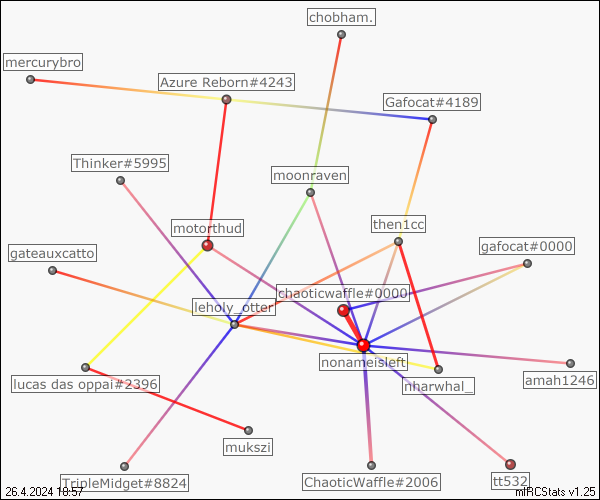 chobham.
mercurybro
Azure Reborn#4243
Gafocat#4189
Thinker#5995
moonraven
motorthud
then1cc
gateauxcatto
gafocat#0000
chaoticwaffle#0000
leholy_otter
nonameisleft
lucas das oppai#2396
nharwhal_
amah1246
mukszi
TripleMidget#8824
ChaoticWaffle#2006
tt532
26.4.2024 10:57
mIRCStats v1.25